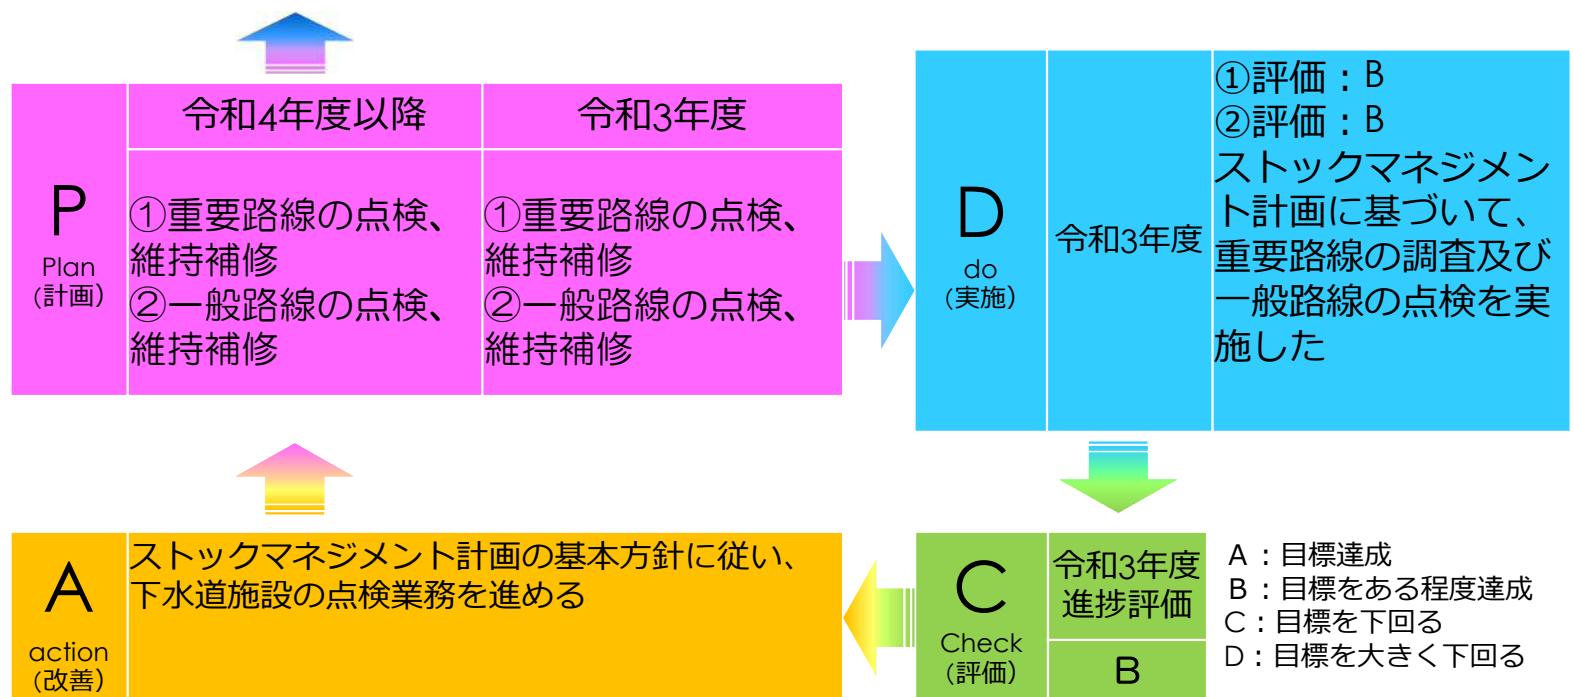 P
Plan
(計画)
令和4年度以降
①重要路線の点検、
維持補修
②一般路線の点検、
維持補修
令和3年度
①重要路線の点検、
維持補修
②一般路線の点検、
維持補修
D
do
(実施)
令和3年度
①評価：B
②評価：B
ストックマネジメン
ト計画に基づいて、
重要路線の調査及び
一般路線の点検を実
施した
A
action
(改善)
ストックマネジメント計画の基本方針に従い、
下水道施設の点検業務を進める
C
Check
(評価)
令和3年度
進捗評価
B
A：目標達成
B：目標をある程度達成
C：目標を下回る
D：目標を大きく下回る